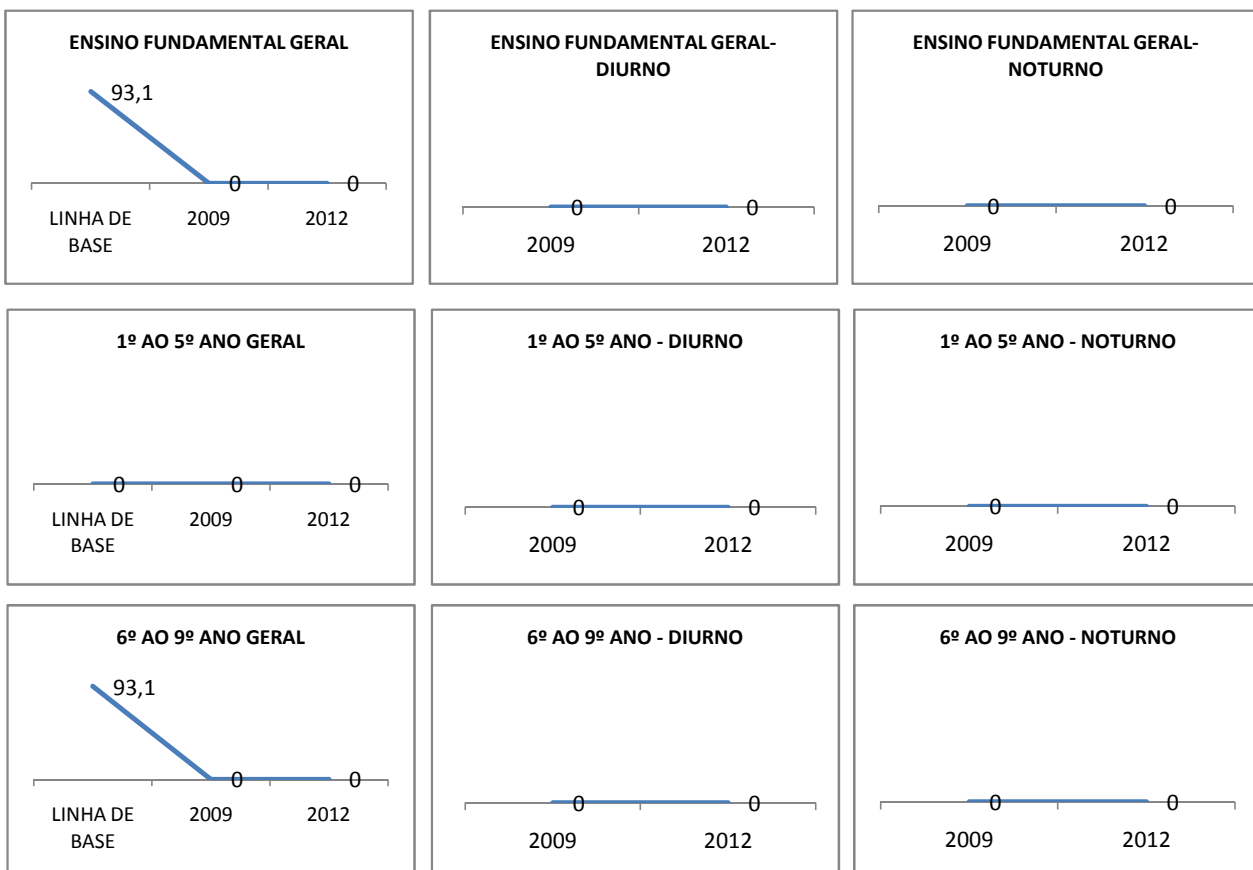 ENSINO FUNDAMENTAL GERAL
93,1
0
0
LINHA DE
BASE
2009
2012
ENSINO FUNDAMENTAL GERAL-
DIURNO
0
0
2009
2012
ENSINO FUNDAMENTAL GERAL-
NOTURNO
0
0
2009
2012
1º AO 5º ANO GERAL
0
0
0
LINHA DE
BASE
2009
2012
1º AO 5º ANO - DIURNO
0
0
2009
2012
1º AO 5º ANO - NOTURNO
0
0
2009
2012
6º AO 9º ANO GERAL
93,1
0
0
LINHA DE
BASE
2009
2012
6º AO 9º ANO - DIURNO
0
0
2009
2012
6º AO 9º ANO - NOTURNO
0
0
2009
2012